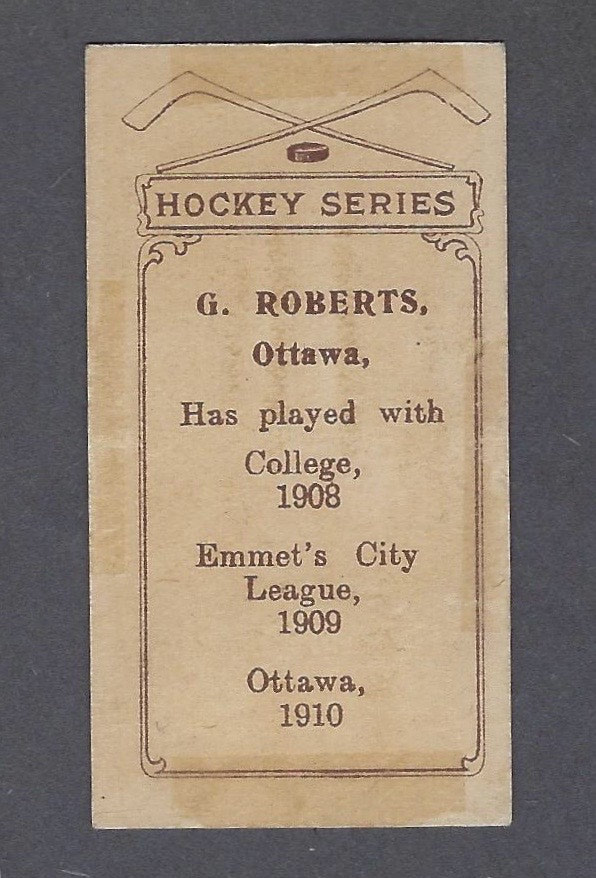 HOCKEY SERIES
G. ROBERTS,
Ottawa,
Has played with
College,
1908
Emmet's City
League,
1909
Ottawa,
1910